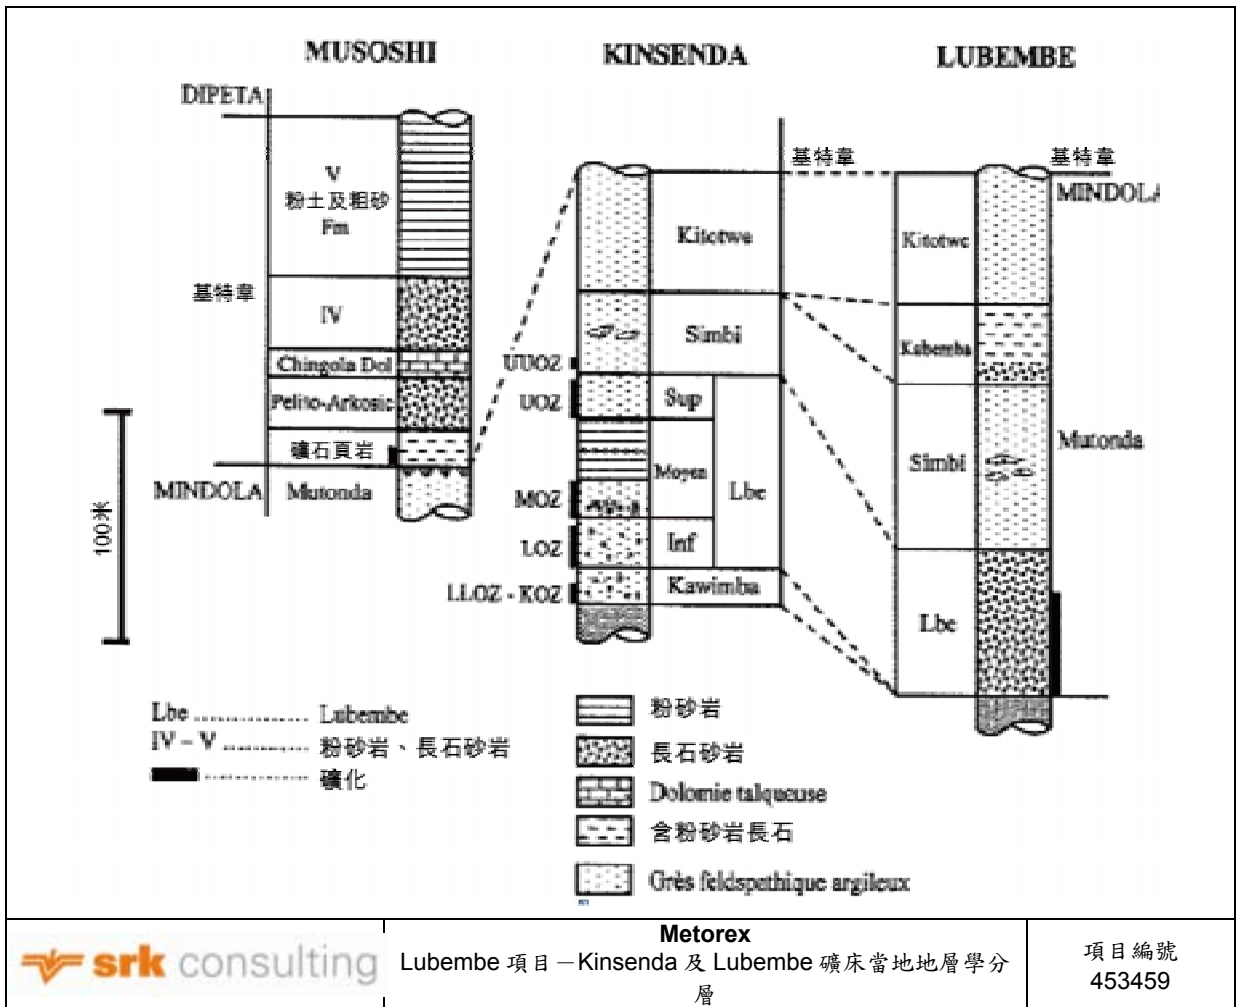 MUSOSHI
KINSENDA
LUBEMBE
DIPETA
V
粉土及粗砂
Fm
基特韋
IV
Chingola Dol
Pelito-Arkosic
礦石頁岩
MINDOLA
Mutonda
100米
基特韋
Kitotwe
Simbi
UUOZ
UOZ
Sup
Moyen
MOZ
Lbe
LOZ
Inf
LLOZ - KOZ
Kawimba
基特韋
MINDOLA
Kitotwe
Kabemba
Simbi
Mutonda
Lbe
Lbe ............... Lubembe
IV - V ............... 粉砂岩、長石砂岩
............... 礦化
粉砂岩
長石砂岩
Dolomie talqueuse
含粉砂岩長石
Grès feldspathique argileux
srk consulting
Metorex
Lubembe 項目－Kinsenda 及 Lubembe 礦床當地地層學分
層
項目編號
453459